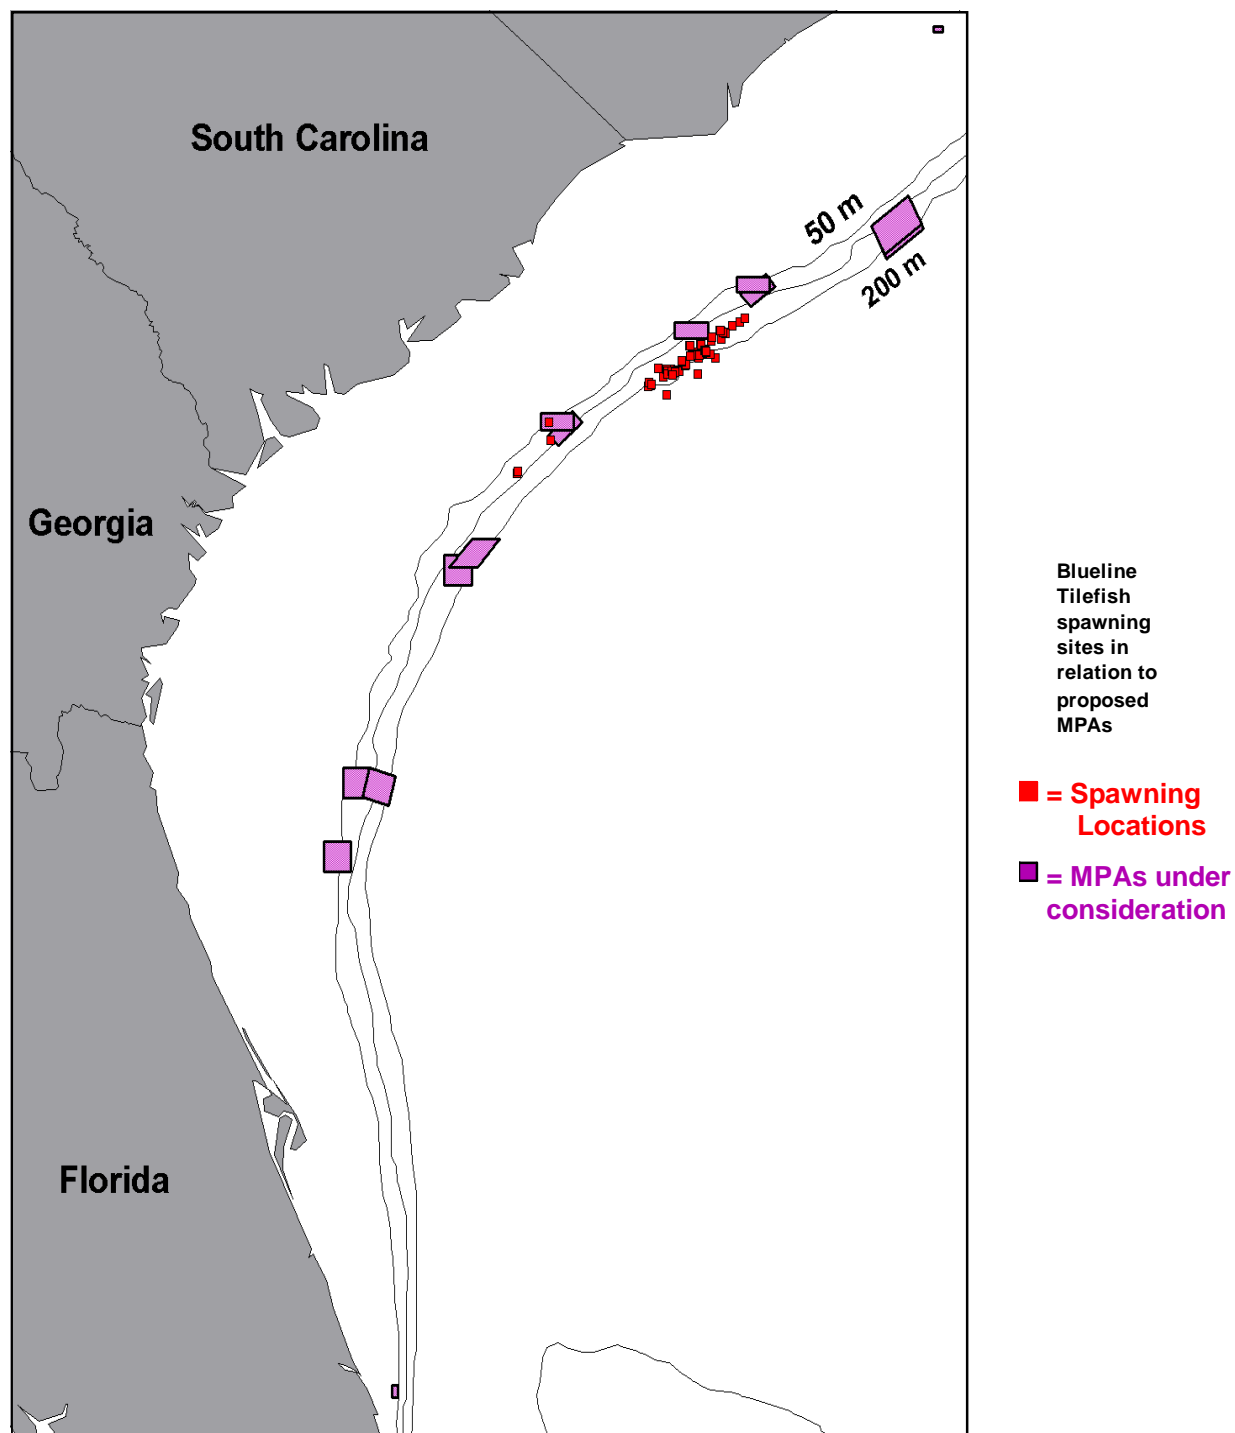 South Carolina
50 m
200 m
Georgia
Florida
Blueline
Tilefish
spawning
sites in
relation to
proposed
MPAs
= Spawning
Locations
= MPAs under
consideration